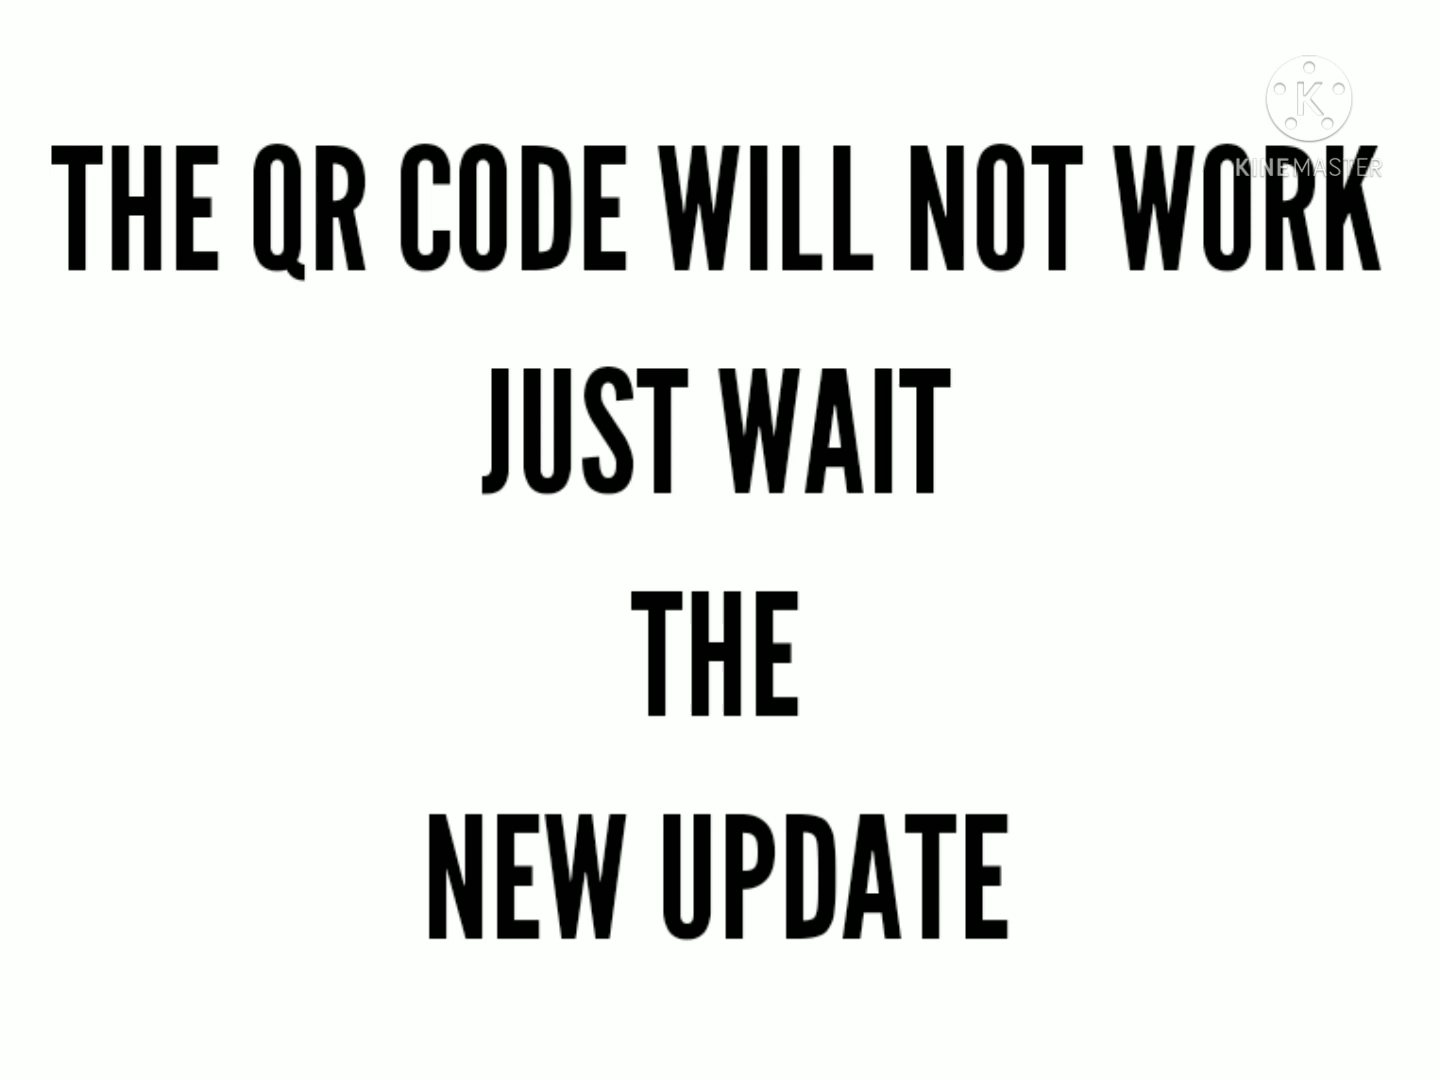 K
KINEMASTER
THE QR CODE WILL NOT WORK
JUST WAIT
THE
NEW UPDATE